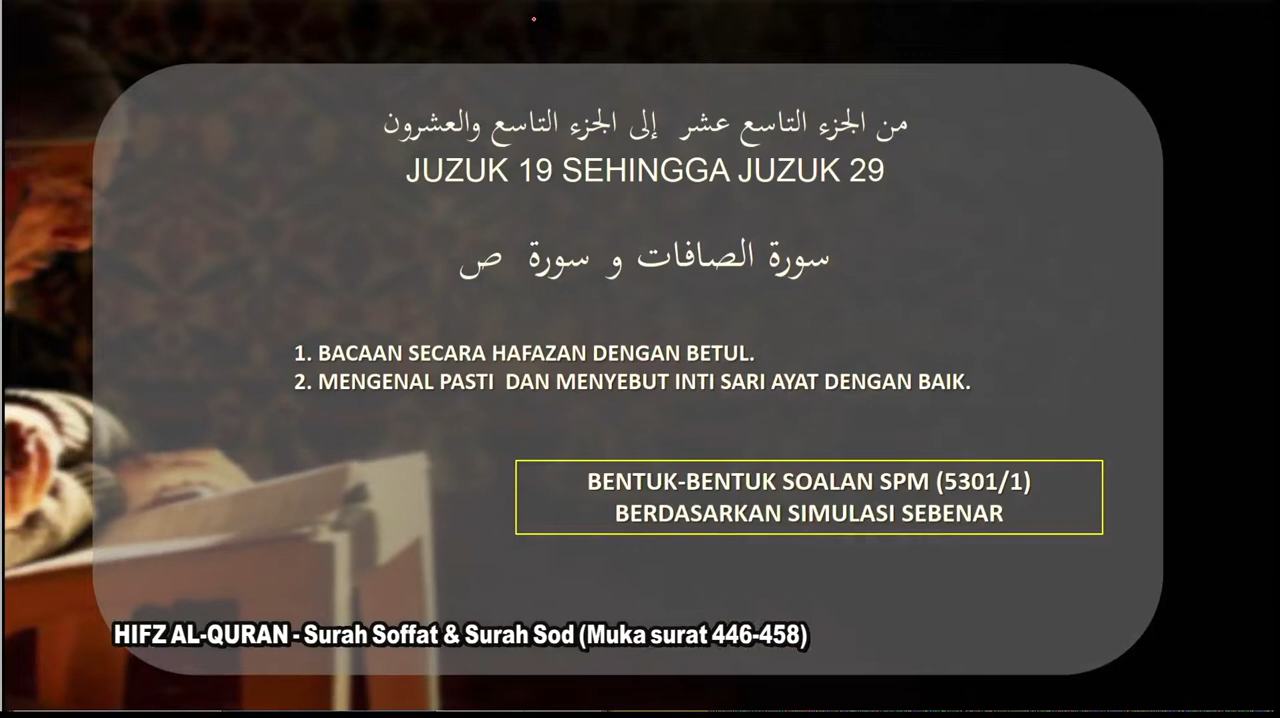 من الجزء التاسع عشر إلى الجزء التاسع والعشرون
JUZUK 19 SEHINGGA JUZUK 29
سورة الصافات و سورة ص
1. BACAAN SECARA HAFAZAN DENGAN BETUL.
2. MENGENAL PASTI DAN MENYEBUT INTI SARI AYAT DENGAN BAIK.
BENTUK-BENTUK SOALAN SPM (5301/1)
BERDASARKAN SIMULASI SEBENAR
HIFZ AL-QURAN - Surah Soffat & Surah Sod (Muka surat 446-458)